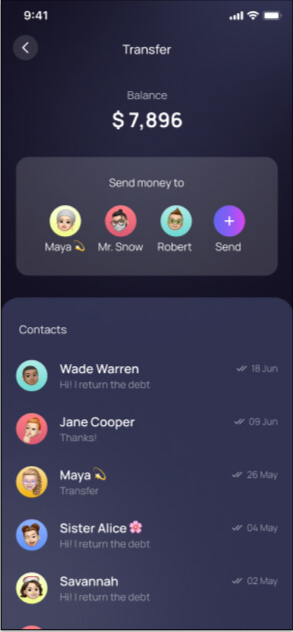 9:41
Transfer
Balance
$ 7,896
Send money to
Maya 💫 Mr. Snow Robert Send
Contacts
Wade Warren 18 Jun
Hi! I return the debt
Jane Cooper 09 Jun
Thanks!
Maya 💫 26 May
Transfer
Sister Alice 🌸 04 May
Hi! I return the debt
Savannah 02 May
Hi! I return the debt